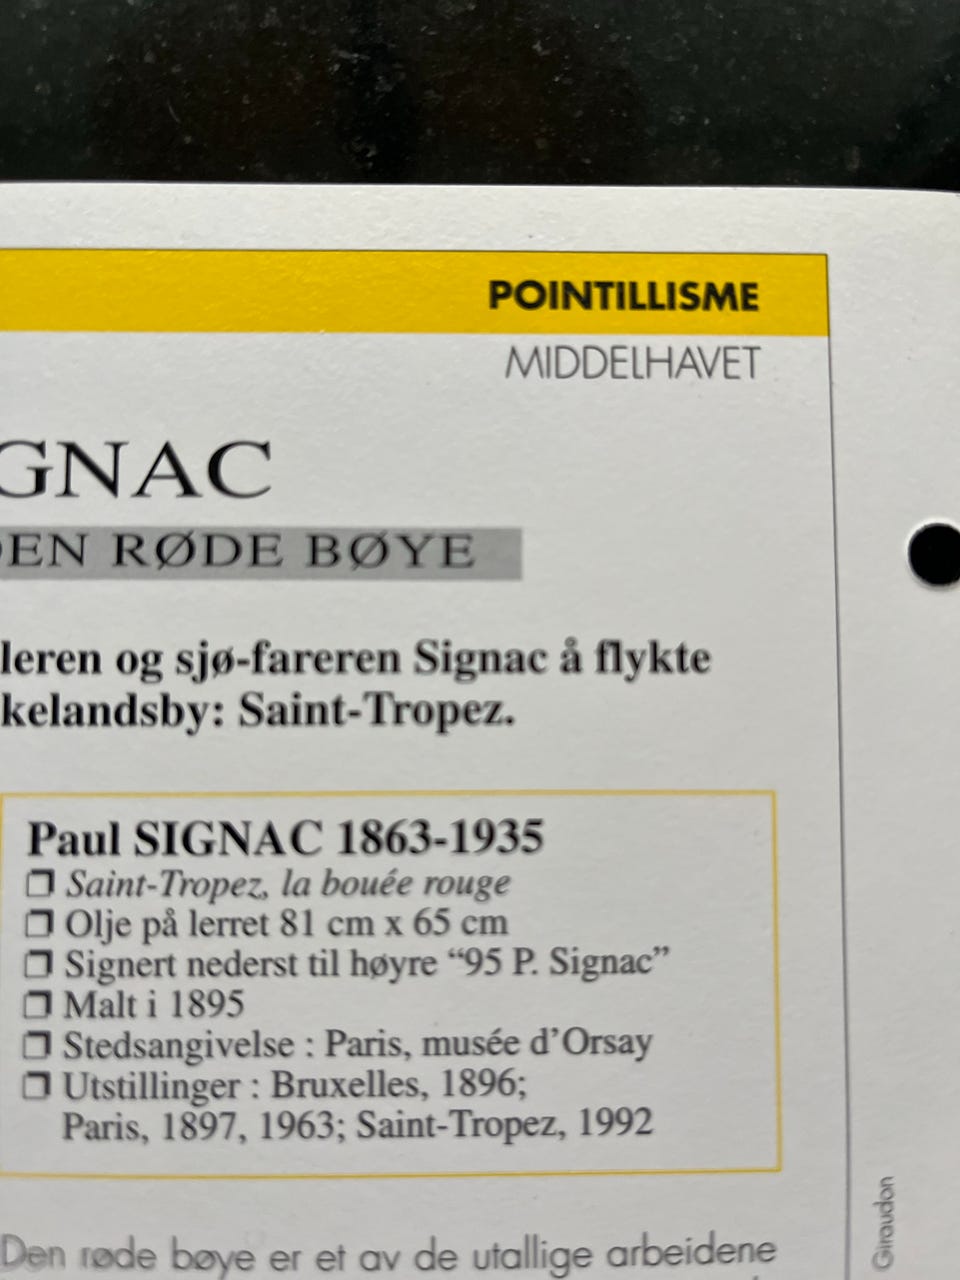 POINTILLISME
MIDDELHAVET
GNAC
DEN RØDE BØYE
leren og sjø-fareren Signac å flykte
kelandsby: Saint-Tropez.
Paul SIGNAC 1863-1935
❒ Saint-Tropez, la bouée rouge
❒ Olje på lerret 81 cm x 65 cm
❒ Signert nederst til høyre “95 P. Signac”
❒ Malt i 1895
❒ Stedsangivelse : Paris, musée d’Orsay
❒ Utstillinger : Bruxelles, 1896;
Paris, 1897, 1963; Saint-Tropez, 1992
Den røde bøye er et av de utallige arbeidene
Giraudon